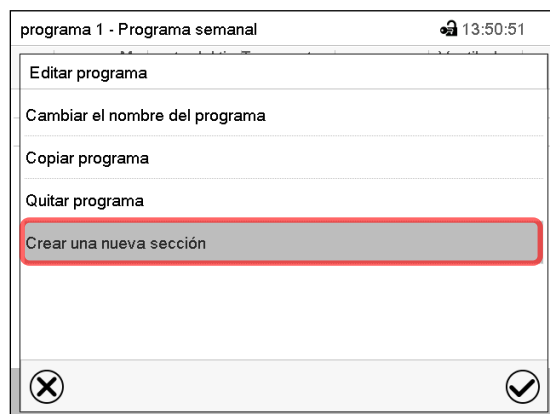 programa 1 - Programa semanal 13:50:51
Editar programa
Cambiar el nombre del programa
Copiar programa
Quitar programa
Crear una nueva sección